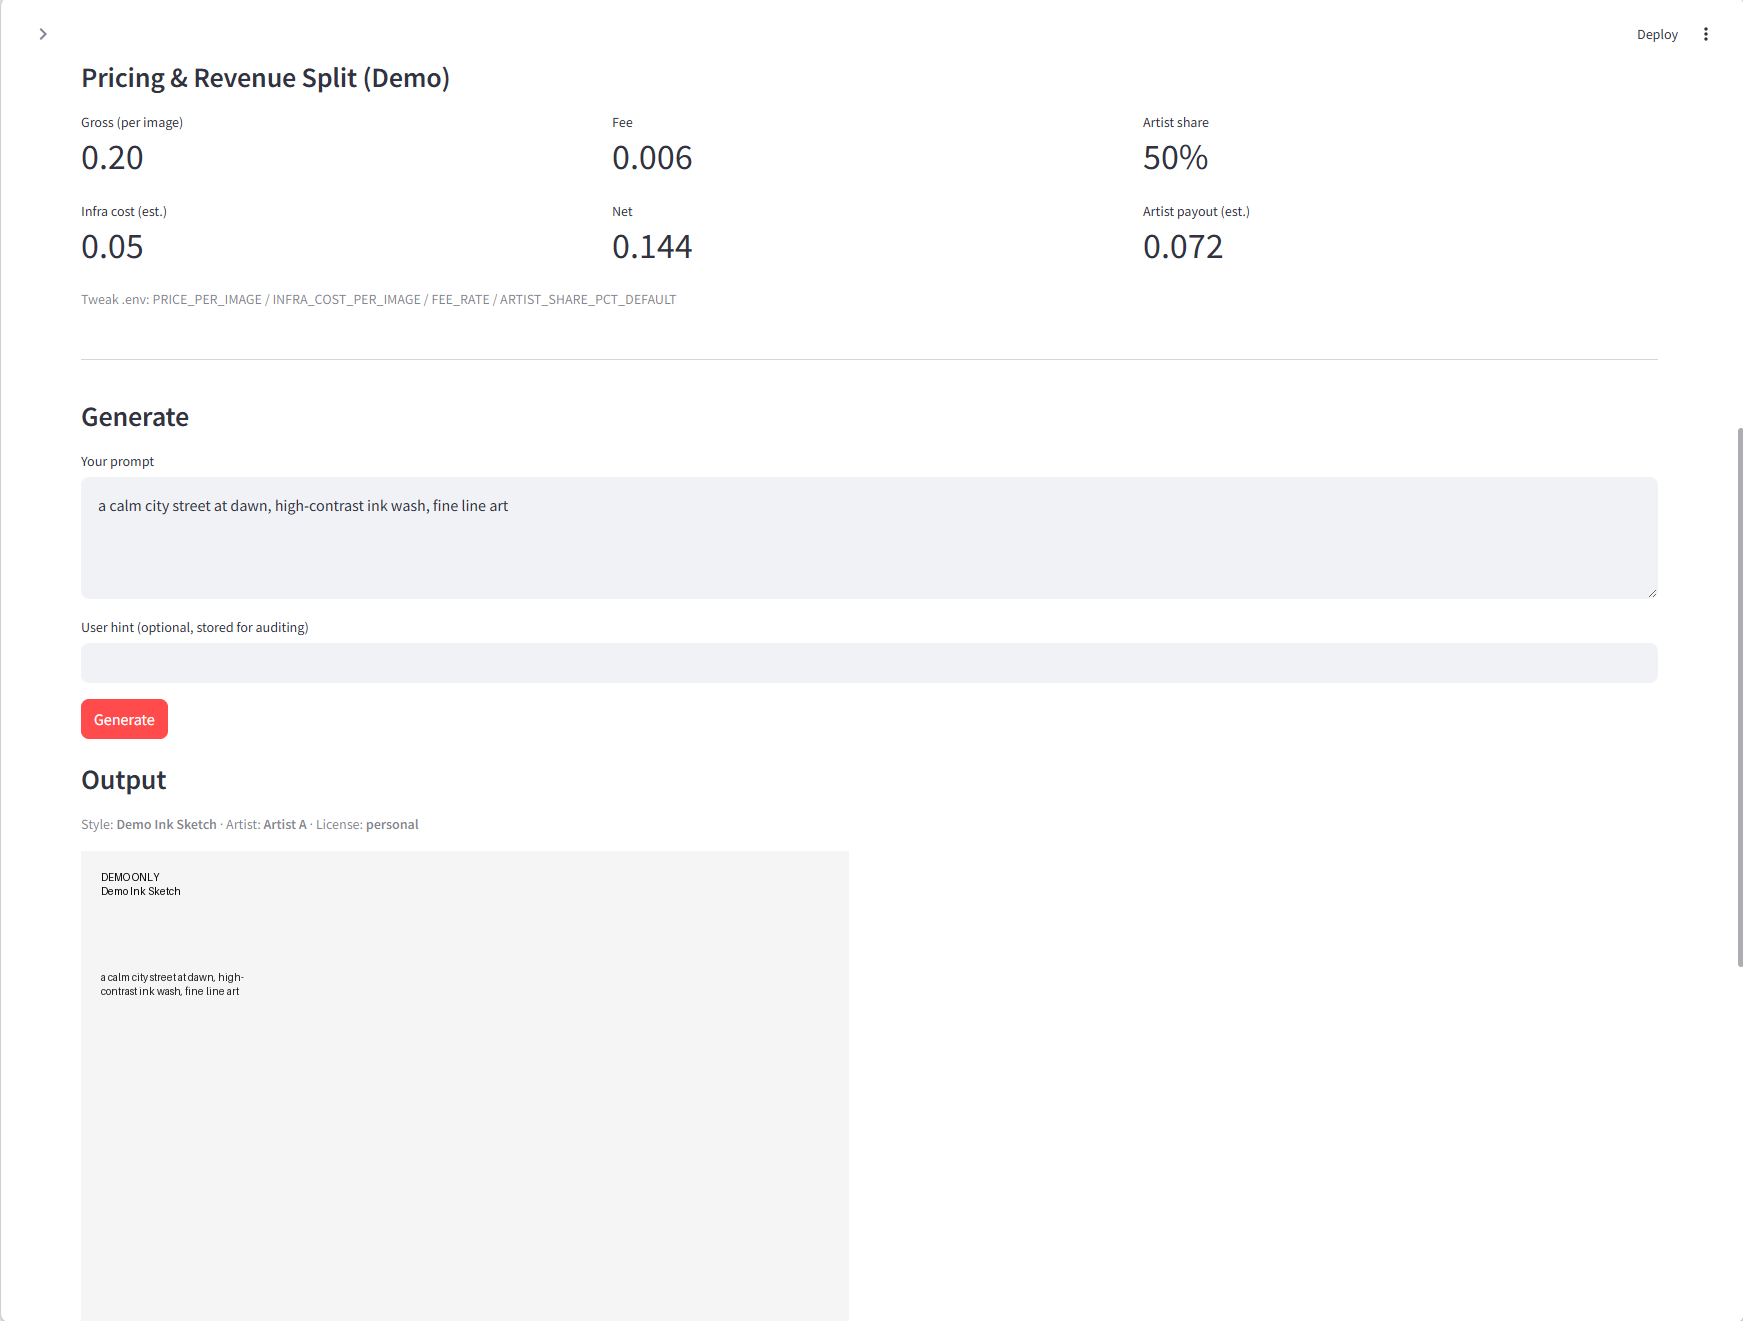 Deploy
Pricing & Revenue Split (Demo)
Gross (per image)
Fee
Artist share
0.20
0.006
50%
Infra cost (est.)
Net
Artist payout (est.)
0.05
0.144
0.072
Tweak .env: PRICE_PER_IMAGE / INFRA_COST_PER_IMAGE / FEE_RATE / ARTIST_SHARE_PCT_DEFAULT
Generate
Your prompt
a calm city street at dawn, high-contrast ink wash, fine line art
User hint (optional, stored for auditing)
Generate
Output
Style: Demo Ink Sketch · Artist: Artist A · License: personal
DEMO ONLY
Demo Ink Sketch
a calm city street at dawn, high-
contrast ink wash, fine line art